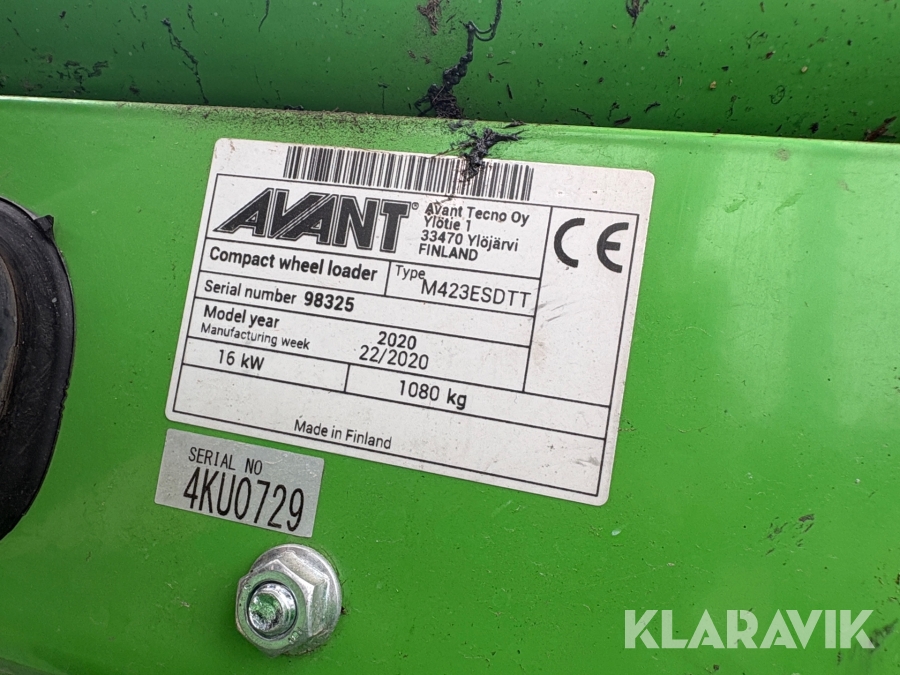 AVANT®
Avant Tecno Oy
Ylötie 1
33470 Ylöjärvi
FINLAND
CE
Compact wheel loader
Type
M423ESDTT
Serial number 98325
Model year 2020
Manufacturing week 22/2020
16 kW
1080 kg
Made in Finland
SERIAL NO
4KU0729
KLARAVIK